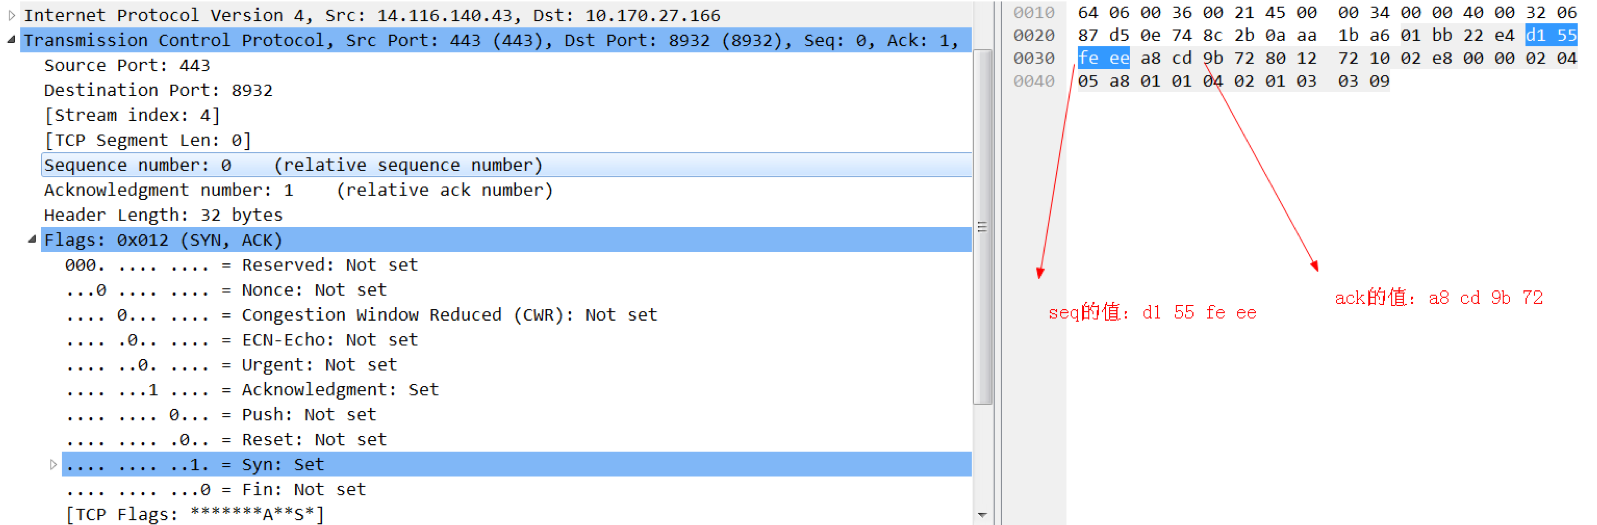 Internet Protocol Version 4, Src: 14.116.140.43, Dst: 10.170.27.166
Transmission Control Protocol, Src Port: 443 (443), Dst Port: 8932 (8932), Seq: 0, Ack: 1,
Source Port: 443
Destination Port: 8932
[Stream index: 4]
[TCP Segment Len: 0]
Sequence number: 0    (relative sequence number)
Acknowledgment number: 1    (relative ack number)
Header Length: 32 bytes
Flags: 0x012 (SYN, ACK)
000. .... .... = Reserved: Not set
...0 .... .... = Nonce: Not set
.... 0... .... = Congestion Window Reduced (CWR): Not set
.... .0.. .... = ECN-Echo: Not set
.... ..0. .... = Urgent: Not set
.... ...1 .... = Acknowledgment: Set
.... .... 0... = Push: Not set
.... .... .0.. = Reset: Not set
.... .... ..1. = Syn: Set
.... .... ...0 = Fin: Not set
[TCP Flags: *******A**S*]
0010 64 06 00 36 00 21 45 00 00 34 00 00 40 00 32 06
0020 87 d5 0e 74 8c 2b 0a aa 1b a6 01 bb 22 e4 d1 55
0030 fe ee a8 cd 9b 72 80 12 72 10 02 e8 00 00 02 04
0040 05 a8 01 01 04 02 01 03 03 09
seq的值：d1 55 fe ee
ack的值：a8 cd 9b 72